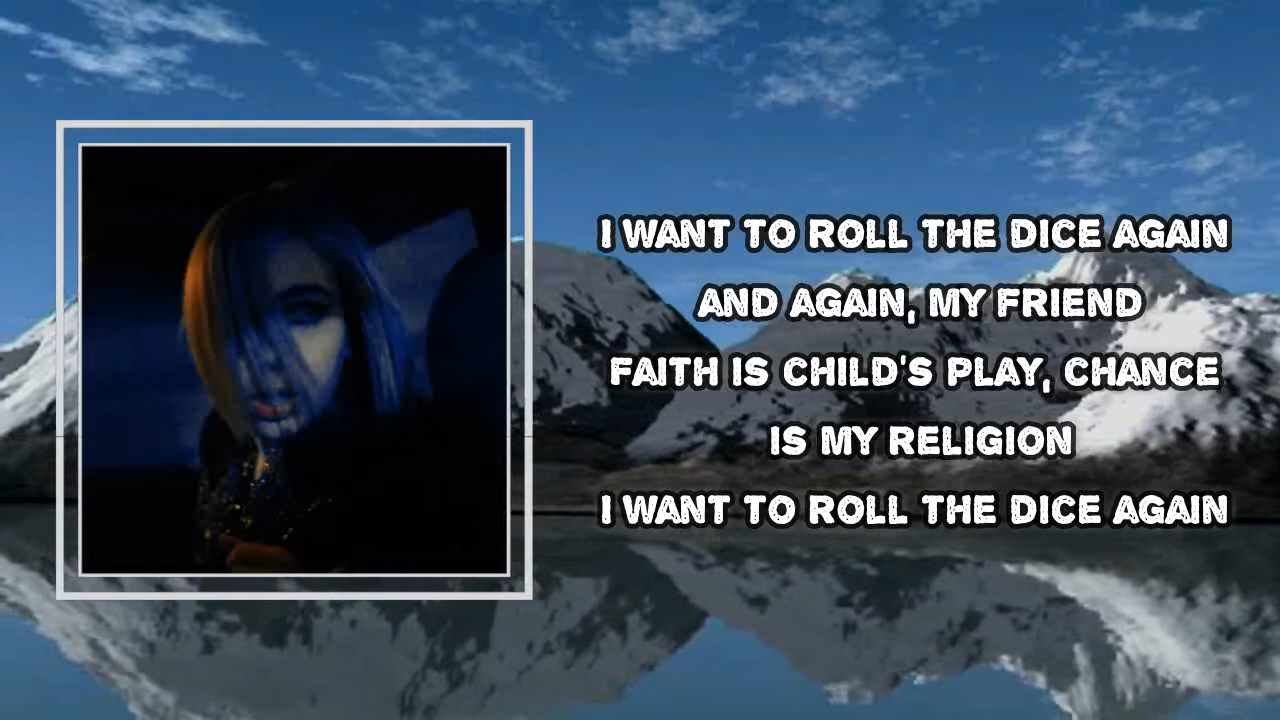 I WANT TO ROLL THE DICE AGAIN
AND AGAIN, MY FRIEND
FAITH IS CHILD'S PLAY, CHANCE
IS MY RELIGION
I WANT TO ROLL THE DICE AGAIN